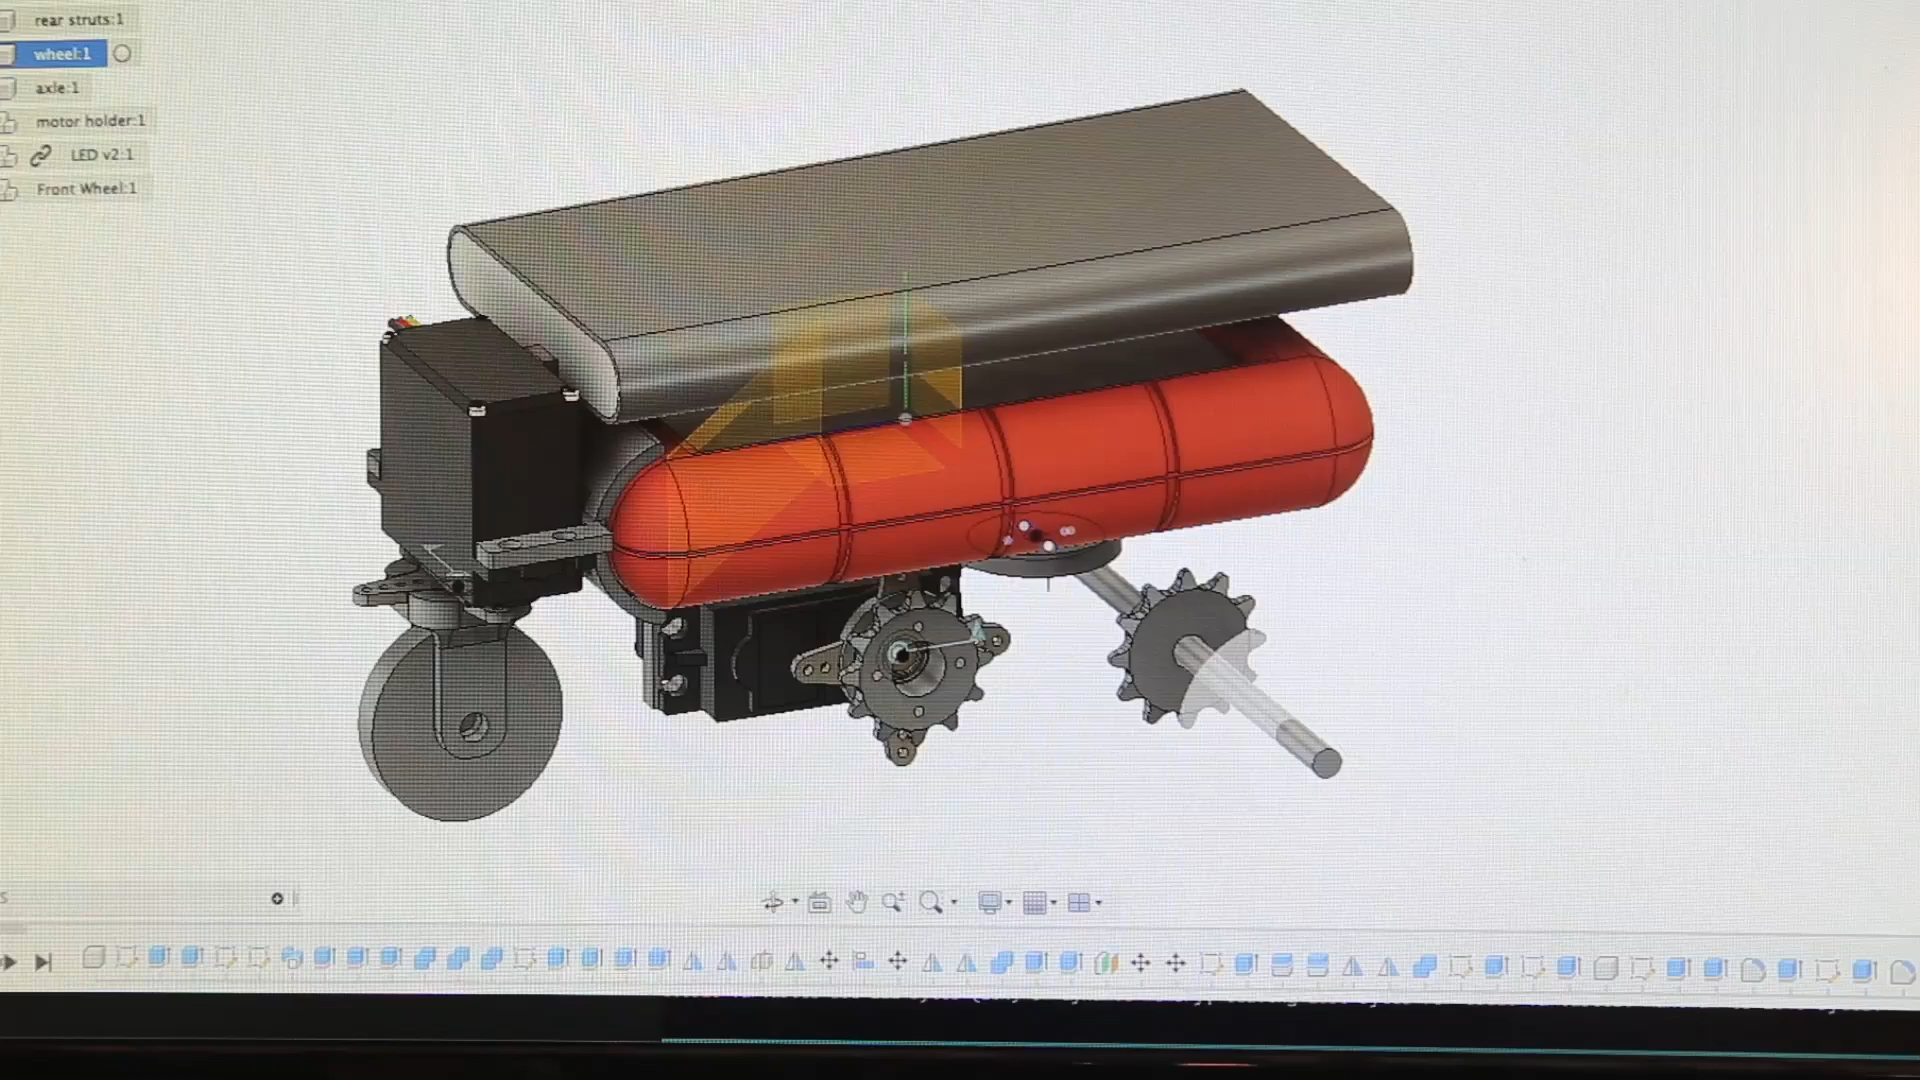 rear struts:1
wheel:1
axle:1
motor holder:1
LED v2:1
Front Wheel:1